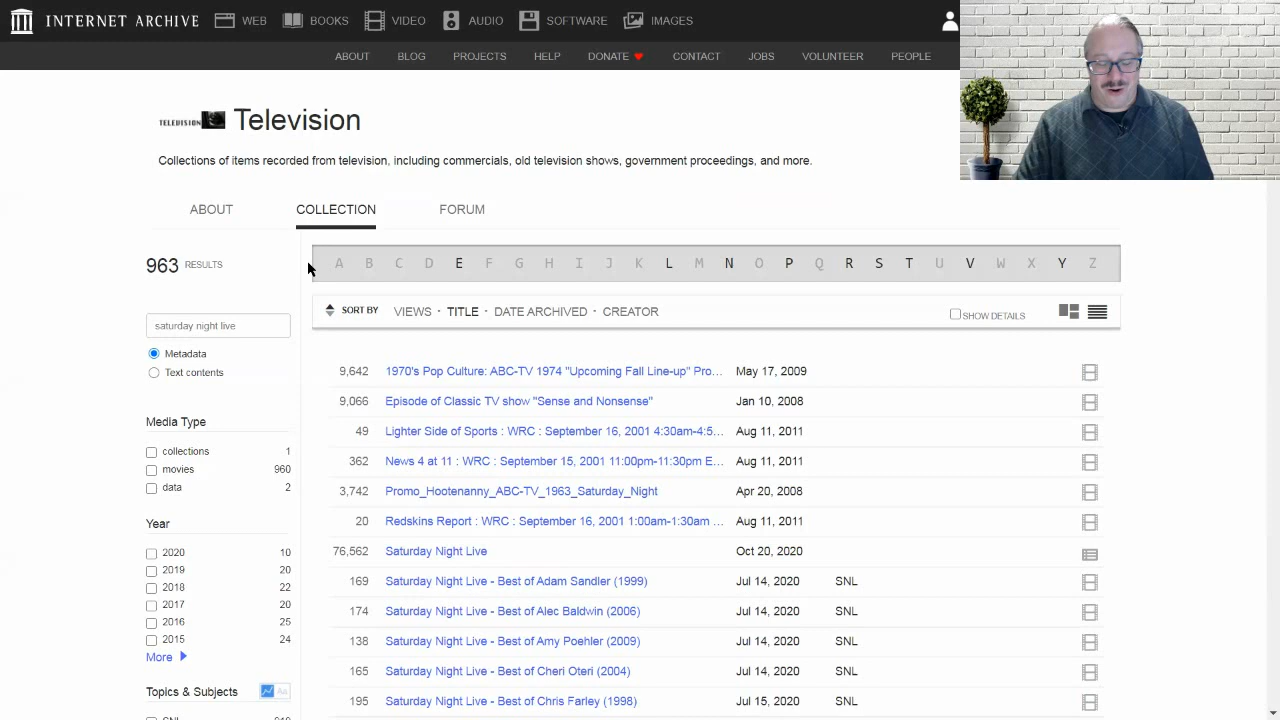 INTERNET ARCHIVE WEB BOOKS VIDEO AUDIO SOFTWARE IMAGES
ABOUT BLOG PROJECTS HELP DONATE CONTACT JOBS VOLUNTEER PEOPLE
TELEVISION Television
Collections of items recorded from television, including commercials, old television shows, government proceedings, and more.
ABOUT COLLECTION FORUM
963 RESULTS
A B C D E F G H I J K L M N O P Q R S T U V W X Y Z
SORT BY VIEWS · TITLE · DATE ARCHIVED · CREATOR SHOW DETAILS
saturday night live
Metadata
Text contents
Media Type
collections 1
movies 960
data 2
Year
2020 10
2019 20
2018 22
2017 20
2016 25
2015 24
More
Topics & Subjects Aa
9,642 1970's Pop Culture: ABC-TV 1974 "Upcoming Fall Line-up" Pro... May 17, 2009
9,066 Episode of Classic TV show "Sense and Nonsense" Jan 10, 2008
49 Lighter Side of Sports : WRC : September 16, 2001 4:30am-4:5... Aug 11, 2011
362 News 4 at 11 : WRC : September 15, 2001 11:00pm-11:30pm E... Aug 11, 2011
3,742 Promo_Hootenanny_ABC-TV_1963_Saturday_Night Apr 20, 2008
20 Redskins Report : WRC : September 16, 2001 1:00am-1:30am ... Aug 11, 2011
76,562 Saturday Night Live Oct 20, 2020
169 Saturday Night Live - Best of Adam Sandler (1999) Jul 14, 2020 SNL
174 Saturday Night Live - Best of Alec Baldwin (2006) Jul 14, 2020 SNL
138 Saturday Night Live - Best of Amy Poehler (2009) Jul 14, 2020 SNL
165 Saturday Night Live - Best of Cheri Oteri (2004) Jul 14, 2020 SNL
195 Saturday Night Live - Best of Chris Farley (1998) Jul 15, 2020 SNL